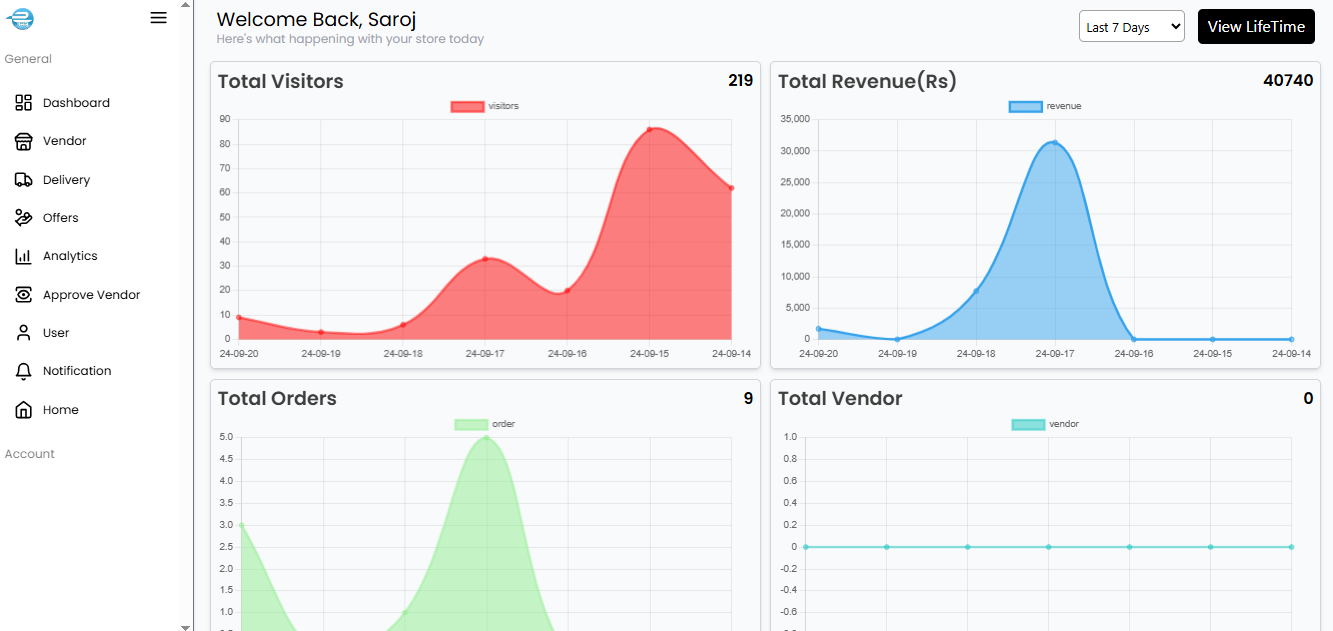 General
Dashboard
Vendor
Delivery
Offers
Analytics
Approve Vendor
User
Notification
Home
Account
Welcome Back, Saroj
Here's what happening with your store today
Last 7 Days
View LifeTime
Total Visitors 219
visitors
90
80
70
60
50
40
30
20
10
0
24-09-20 24-09-19 24-09-18 24-09-17 24-09-16 24-09-15 24-09-14
Total Revenue(Rs) 40740
revenue
35,000
30,000
25,000
20,000
15,000
10,000
5,000
0
24-09-20 24-09-19 24-09-18 24-09-17 24-09-16 24-09-15 24-09-14
Total Orders 9
order
5.0
4.5
4.0
3.5
3.0
2.5
2.0
1.5
1.0
Total Vendor 0
vendor
1.0
0.8
0.6
0.4
0.2
0
-0.2
-0.4
-0.6